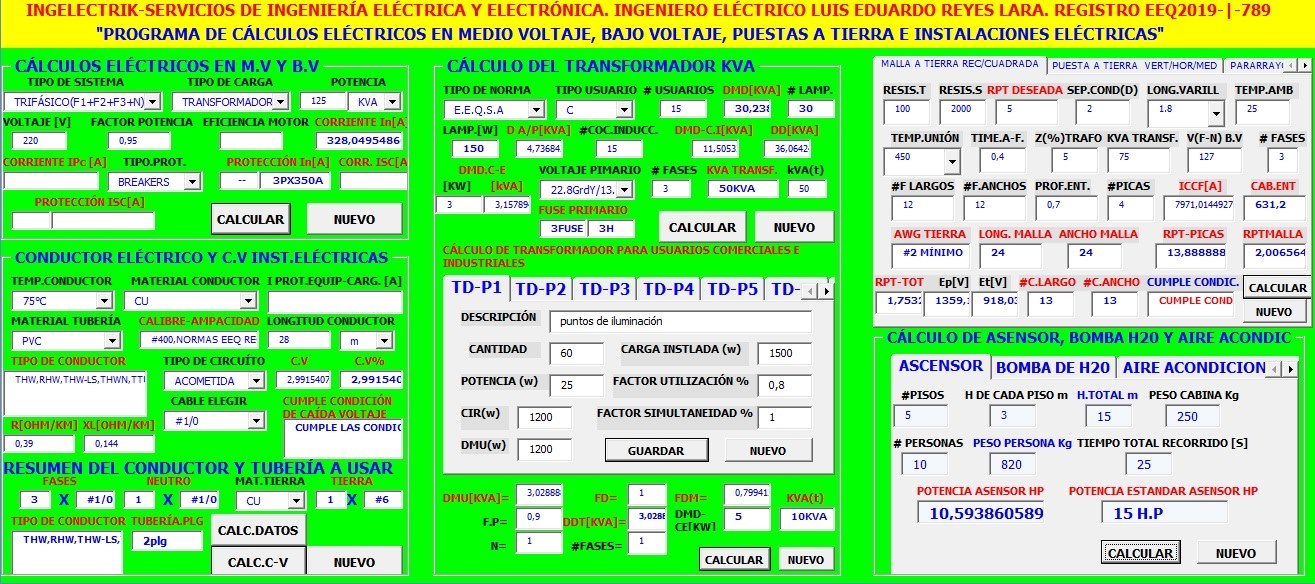 INGELECTRIK-SERVICIOS DE INGENIERÍA ELÉCTRICA Y ELECTRÓNICA. INGENIERO ELÉCTRICO LUIS EDUARDO REYES LARA. REGISTRO EEQ2019-|-789
"PROGRAMA DE CÁLCULOS ELÉCTRICOS EN MEDIO VOLTAJE, BAJO VOLTAJE, PUESTAS A TIERRA E INSTALACIONES ELÉCTRICAS"
CÁLCULOS ELÉCTRICOS EN M.V Y B.V
TIPO DE SISTEMA TIPO DE CARGA POTENCIA
TRIFÁSICO(F1+F2+F3+N) TRANSFORMADOR 125 KVA
VOLTAJE [V] FACTOR POTENCIA EFICIENCIA MOTOR CORRIENTE In[A]
220 0,95 328,0495486
CORRIENTE IPc [A] TIPO.PROT. PROTECCIÓN In[A] CORR. ISC[A]
BREAKERS -- 3PX350A
PROTECCIÓN ISC[A]
CALCULAR NUEVO
CONDUCTOR ELÉCTRICO Y C.V INST.ELÉCTRICAS
TEMP.CONDUCTOR MATERIAL CONDUCTOR I PROT.EQUIP-CARG. [A]
75ºC CU
MATERIAL TUBERÍA CALIBRE-AMPACIDAD LONGITUD CONDUCTOR
PVC #400,NORMAS EEQ RE 28 m
TIPO DE CONDUCTOR TIPO DE CIRCUÍTO C.V C.V%
THW,RHW,THW-LS,THWN,TT ACOMETIDA 2,9915407 2,99154
CABLE ELEGIR CUMPLE CONDICIÓN
DE CAÍDA VOLTAJE
#1/0 CUMPLE LAS CONDIC
R[OHM/KM] XL[OHM/KM]
0,39 0,144
RESUMEN DEL CONDUCTOR Y TUBERÍA A USAR
FASES NEUTRO MAT.TIERRA TIERRA
3 X #1/0 1 X #1/0 CU 1 X #6
TIPO DE CONDUCTOR TUBERÍA.PLG CALC.DATOS
THW,RHW,THW-LS, 2plg
CALC.C-V NUEVO
CÁLCULO DEL TRANSFORMADOR KVA
TIPO DE NORMA TIPO USUARIO # USUARIOS DMD[KVA] # LAMP.
E.E.Q.S.A C 15 30,238 30
LAMP.[W] D A/P[KVA] #COC.INDUCC. DMD-C.I[KVA] DD[KVA]
150 4,73684 15 11,5053 36,0642
DMD.C-E
[KW] [kVA] VOLTAJE PIMARIO # FASES KVA TRANSF. kVA(t)
3 3,15789 22.8GrdY/13. 3 50KVA 50
FUSE PRIMARIO
3FUSE 3H CALCULAR NUEVO
CÁLCULO DE TRANSFORMADOR PARA USUARIOS COMERCIALES E
INDUSTRIALES
TD-P1 TD-P2 TD-P3 TD-P4 TD-P5 TD-
DESCRIPCIÓN puntos de iluminación
CANTIDAD 60 CARGA INSTLADA (w) 1500
POTENCIA (w) 25 FACTOR UTILIZACIÓN % 0,8
CIR(w) 1200 FACTOR SIMULTANEIDAD % 1
DMU(w) 1200 GUARDAR NUEVO
DMU[KVA]= 3,02888 FD= 1 FDM= 0,79941 KVA(t)
F.P= 0,9 DDT[KVA]= 3,028 DMD-CE[KW] 5 10KVA
N= 1 #FASES= 1
CALCULAR NUEVO
MALLA A TIERRA REC/CUADRADA PUESTA A TIERRA VERT/HOR/MED PARARRAYO
RESIS.T RESIS.S RPT DESEADA SEP.COND(D) LONG.VARILL TEMP.AMB
100 2000 5 2 1.8 25
TEMP.UNIÓN TIME.A-F. Z(%)TRAFO KVA TRANSF. V(F-N) B.V # FASES
450 0,4 5 75 127 3
#F LARGOS #F.ANCHOS PROF.ENT. #PICAS ICCF[A] CAB.ENT
12 12 0,7 4 7971,0144927 631,2
AWG TIERRA LONG. MALLA ANCHO MALLA RPT-PICAS RPTMALLA
#2 MÍNIMO 24 24 13,888888 2,006564
RPT-TOT Ep[V] Et[V] #C.LARGO #C.ANCHO CUMPLE CONDIC. CALCULAR
1,7532 1359, 918,03 13 13 CUMPLE COND NUEVO
CÁLCULO DE ASENSOR, BOMBA H20 Y AIRE ACONDIC
ASCENSOR BOMBA DE H20 AIRE ACONDICION
#PISOS H DE CADA PISO m H.TOTAL m PESO CABINA Kg
5 3 15 250
# PERSONAS PESO PERSONA Kg TIEMPO TOTAL RECORRIDO [S]
10 820 25
POTENCIA ASENSOR HP POTENCIA ESTANDAR ASENSOR HP
10,593860589 15 H.P
CALCULAR NUEVO